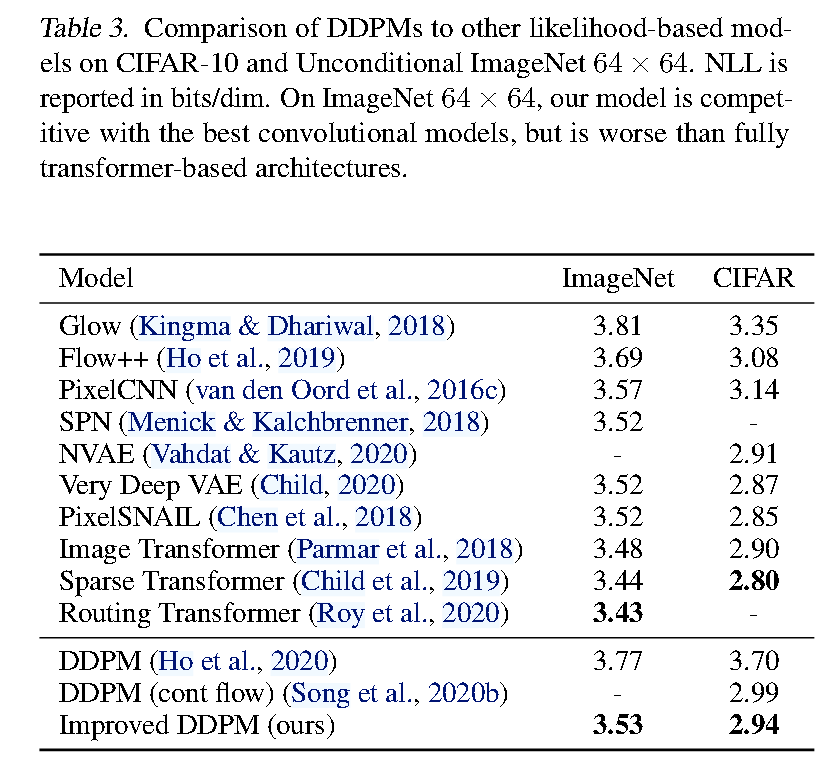 Table 3. Comparison of DDPMs to other likelihood-based mod-
els on CIFAR-10 and Unconditional ImageNet 64 × 64. NLL is
reported in bits/dim. On ImageNet 64 × 64, our model is compet-
itive with the best convolutional models, but is worse than fully
transformer-based architectures.
Model ImageNet CIFAR
Glow (Kingma & Dhariwal, 2018) 3.81 3.35
Flow++ (Ho et al., 2019) 3.69 3.08
PixelCNN (van den Oord et al., 2016c) 3.57 3.14
SPN (Menick & Kalchbrenner, 2018) 3.52 -
NVAE (Vahdat & Kautz, 2020) - 2.91
Very Deep VAE (Child, 2020) 3.52 2.87
PixelSNAIL (Chen et al., 2018) 3.52 2.85
Image Transformer (Parmar et al., 2018) 3.48 2.90
Sparse Transformer (Child et al., 2019) 3.44 2.80
Routing Transformer (Roy et al., 2020) 3.43 -
DDPM (Ho et al., 2020) 3.77 3.70
DDPM (cont flow) (Song et al., 2020b) - 2.99
Improved DDPM (ours) 3.53 2.94